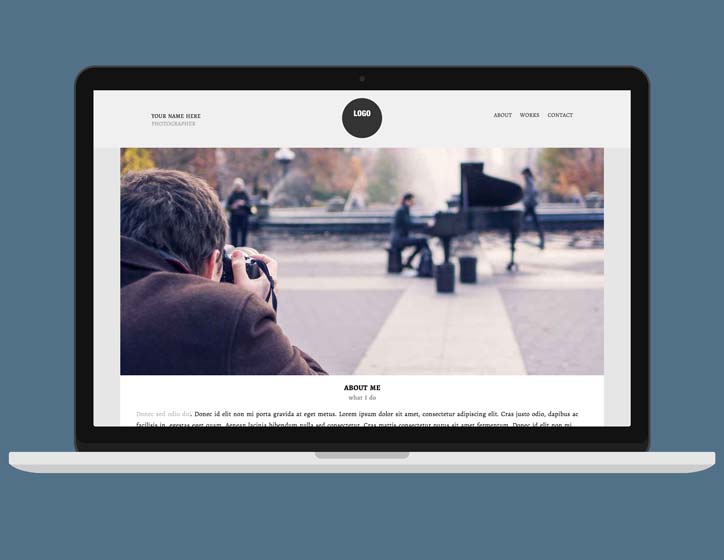 YOUR NAME HERE
PHOTOGRAPHER
LOGO
ABOUT WORKS CONTACT
ABOUT ME
what I do
Donec sed odio dui. Donec id elit non mi porta gravida at eget metus. Lorem ipsum dolor sit amet, consectetur adipiscing elit. Cras justo odio, dapibus ac
facilisis in, egestas eget quam. Aenean lacinia bibendum nulla sed consectetur. Cras mattis consectetur purus sit amet fermentum. Donec id elit non mi